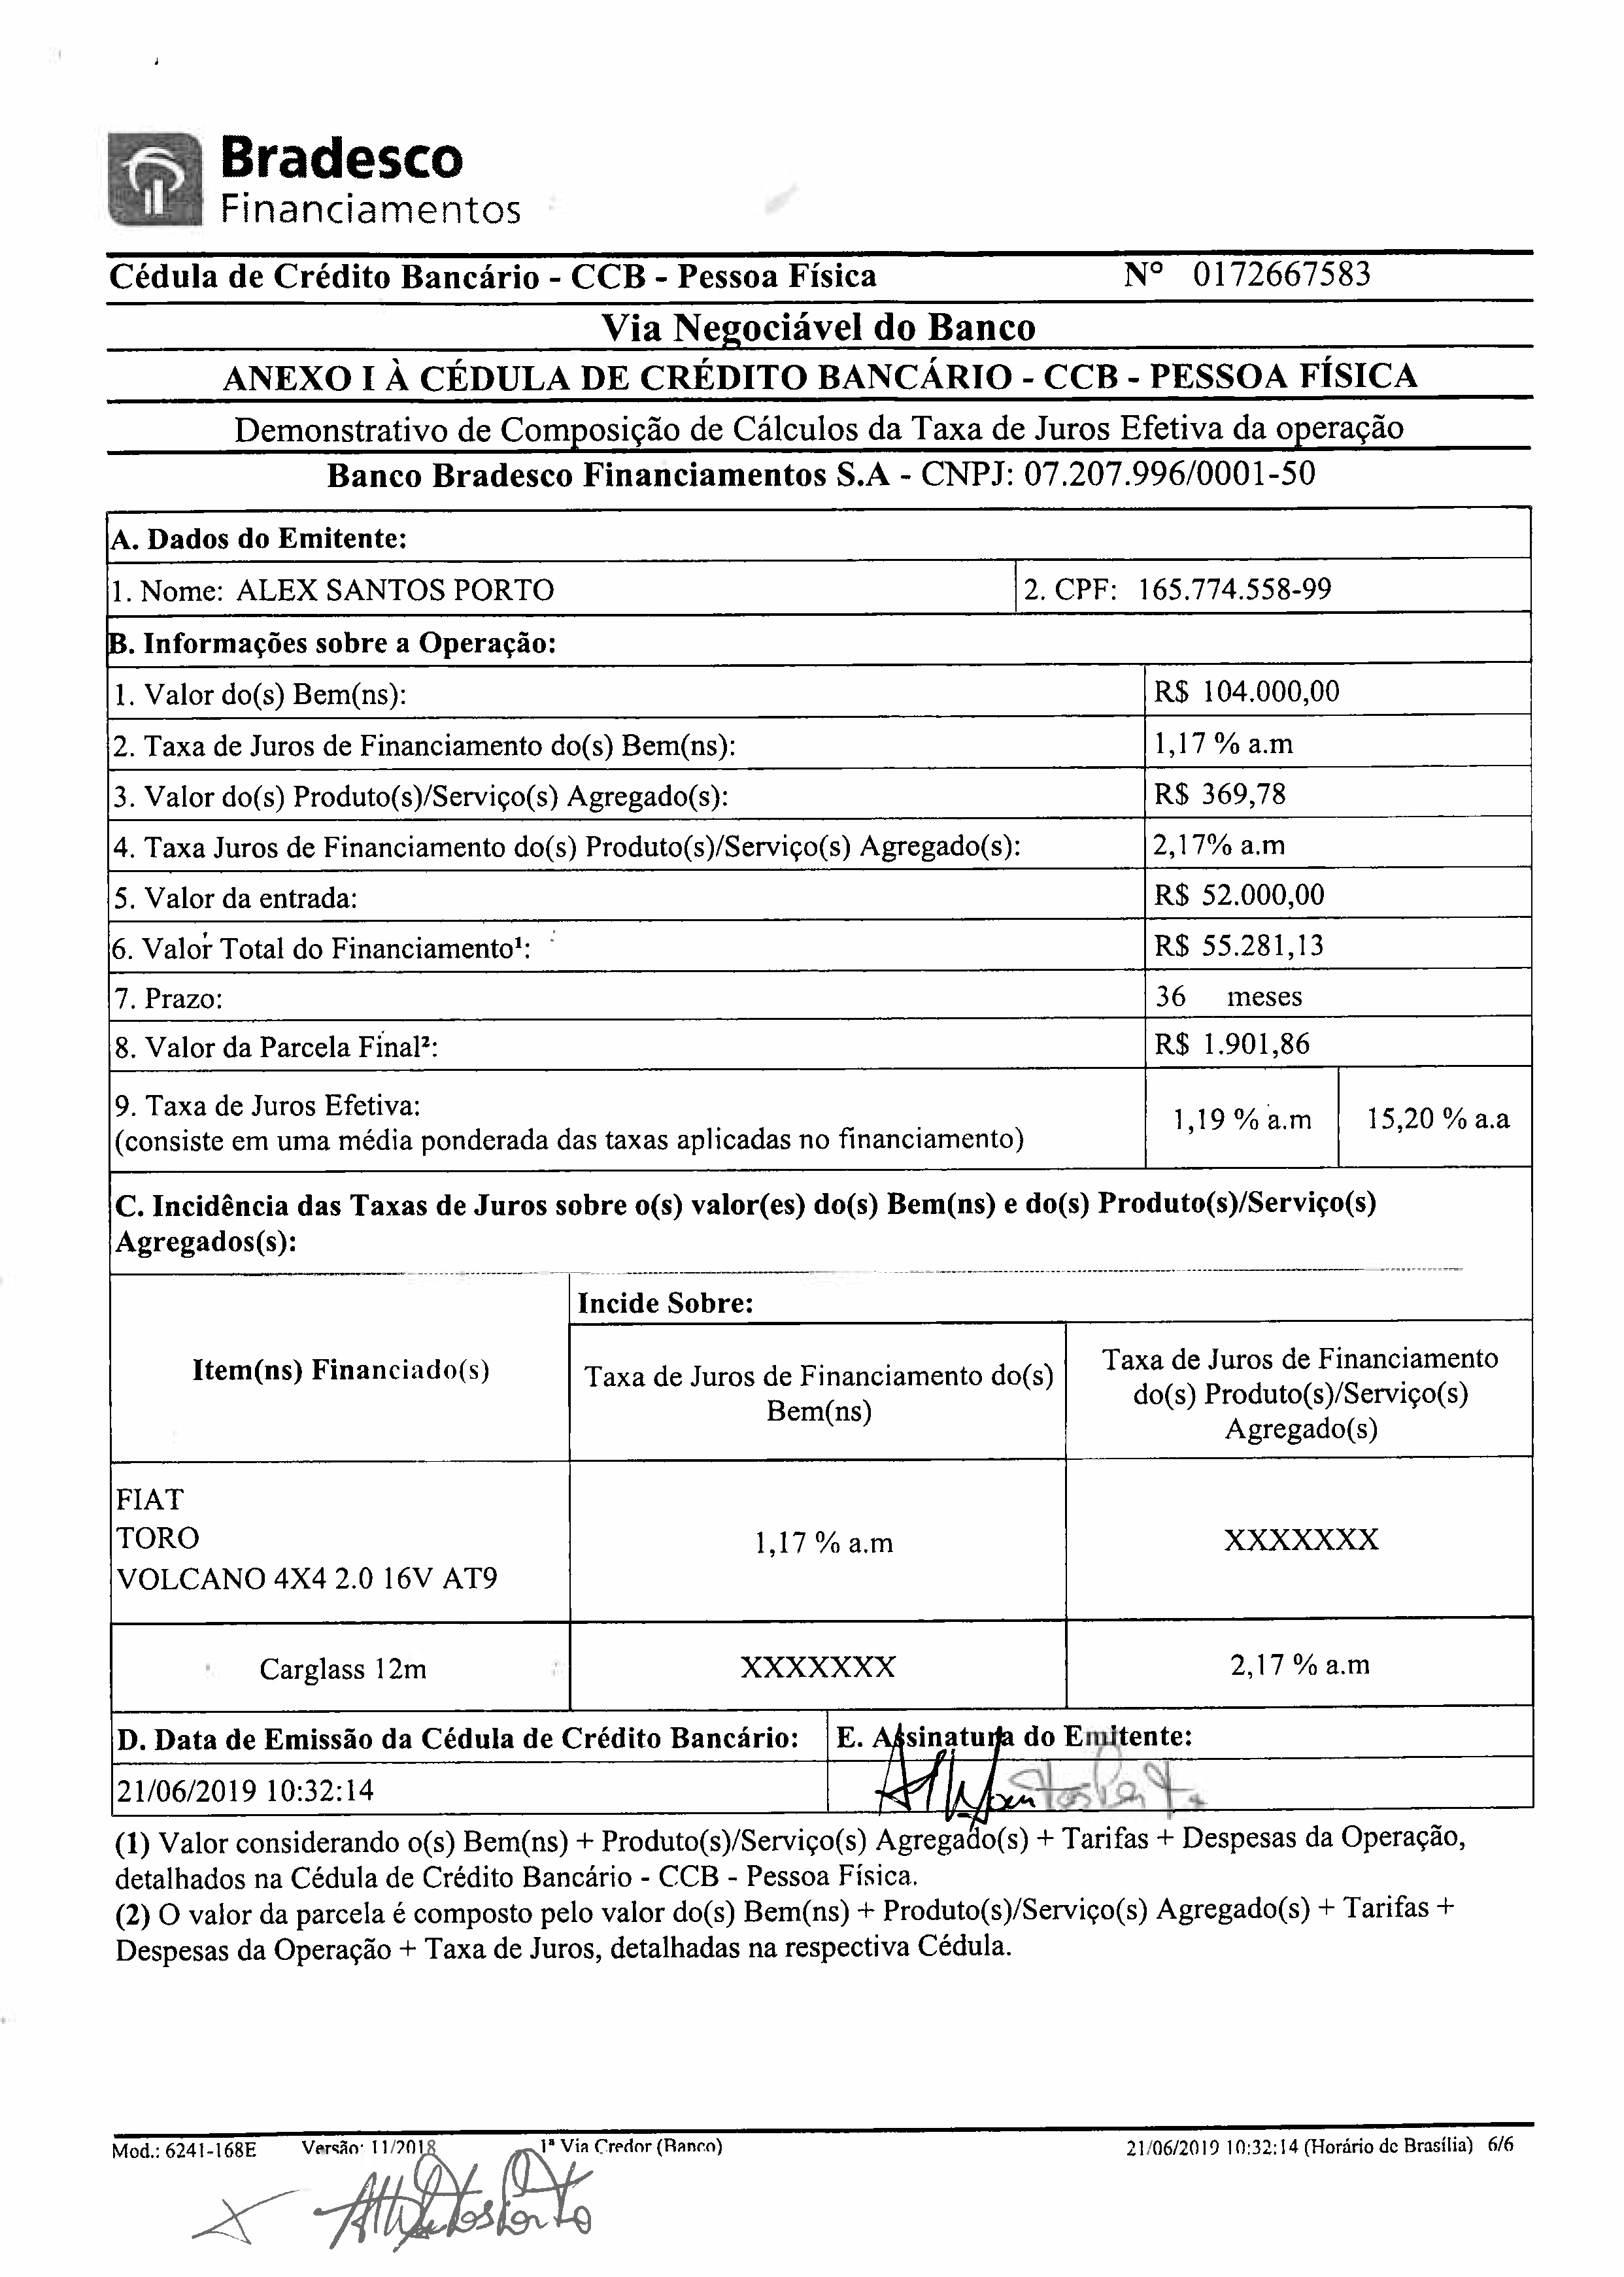 Bradesco
Financiamentos
Cédula de Crédito Bancário - CCB - Pessoa Física Nº 0172667583
Via Negociável do Banco
ANEXO I À CÉDULA DE CRÉDITO BANCÁRIO - CCB - PESSOA FÍSICA
Demonstrativo de Composição de Cálculos da Taxa de Juros Efetiva da operação
Banco Bradesco Financiamentos S.A - CNPJ: 07.207.996/0001-50
A. Dados do Emitente:
1. Nome: ALEX SANTOS PORTO 2. CPF: 165.774.558-99
B. Informações sobre a Operação:
1. Valor do(s) Bem(ns): R$ 104.000,00
2. Taxa de Juros de Financiamento do(s) Bem(ns): 1,17 % a.m
3. Valor do(s) Produto(s)/Serviço(s) Agregado(s): R$ 369,78
4. Taxa Juros de Financiamento do(s) Produto(s)/Serviço(s) Agregado(s): 2,17% a.m
5. Valor da entrada: R$ 52.000,00
6. Valor Total do Financiamento¹: R$ 55.281,13
7. Prazo: 36 meses
8. Valor da Parcela Final²: R$ 1.901,86
9. Taxa de Juros Efetiva:
(consiste em uma média ponderada das taxas aplicadas no financiamento) 1,19 % a.m 15,20 % a.a
C. Incidência das Taxas de Juros sobre o(s) valor(es) do(s) Bem(ns) e do(s) Produto(s)/Serviço(s)
Agregados(s):
Item(ns) Financiado(s)
Incide Sobre:
Taxa de Juros de Financiamento do(s)
Bem(ns)
Taxa de Juros de Financiamento
do(s) Produto(s)/Serviço(s)
Agregado(s)
FIAT
TORO
VOLCANO 4X4 2.0 16V AT9
1,17 % a.m
XXXXXXX
Carglass 12m XXXXXXX 2,17 % a.m
D. Data de Emissão da Cédula de Crédito Bancário: E. Assinatura do Emitente:
21/06/2019 10:32:14
(1) Valor considerando o(s) Bem(ns) + Produto(s)/Serviço(s) Agregado(s) + Tarifas + Despesas da Operação,
detalhados na Cédula de Crédito Bancário - CCB - Pessoa Física.
(2) O valor da parcela é composto pelo valor do(s) Bem(ns) + Produto(s)/Serviço(s) Agregado(s) + Tarifas +
Despesas da Operação + Taxa de Juros, detalhadas na respectiva Cédula.
Mod.: 6241-168E Versão: 11/2018 1ª Via Credor (Banco) 21/06/2019 10:32:14 (Horário de Brasília) 6/6